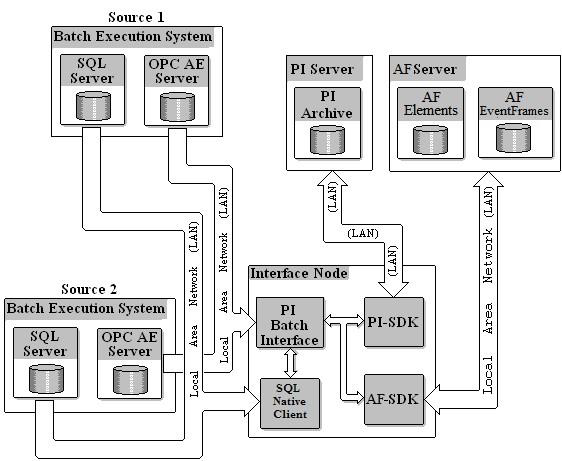 Source 1
Batch Execution System
SQL
Server
OPC AE
Server
PI Server
PI
Archive
AFServer
AF
Elements
AF
EventFrames
Local Area Network (LAN)
Local Area Network (LAN)
(LAN)
(LAN)
(LAN)
Local Area Network (LAN)
Source 2
Batch Execution System
SQL
Server
OPC AE
Server
Interface Node
PI
Batch
Interface
PI-SDK
SQL
Native
Client
AF-SDK